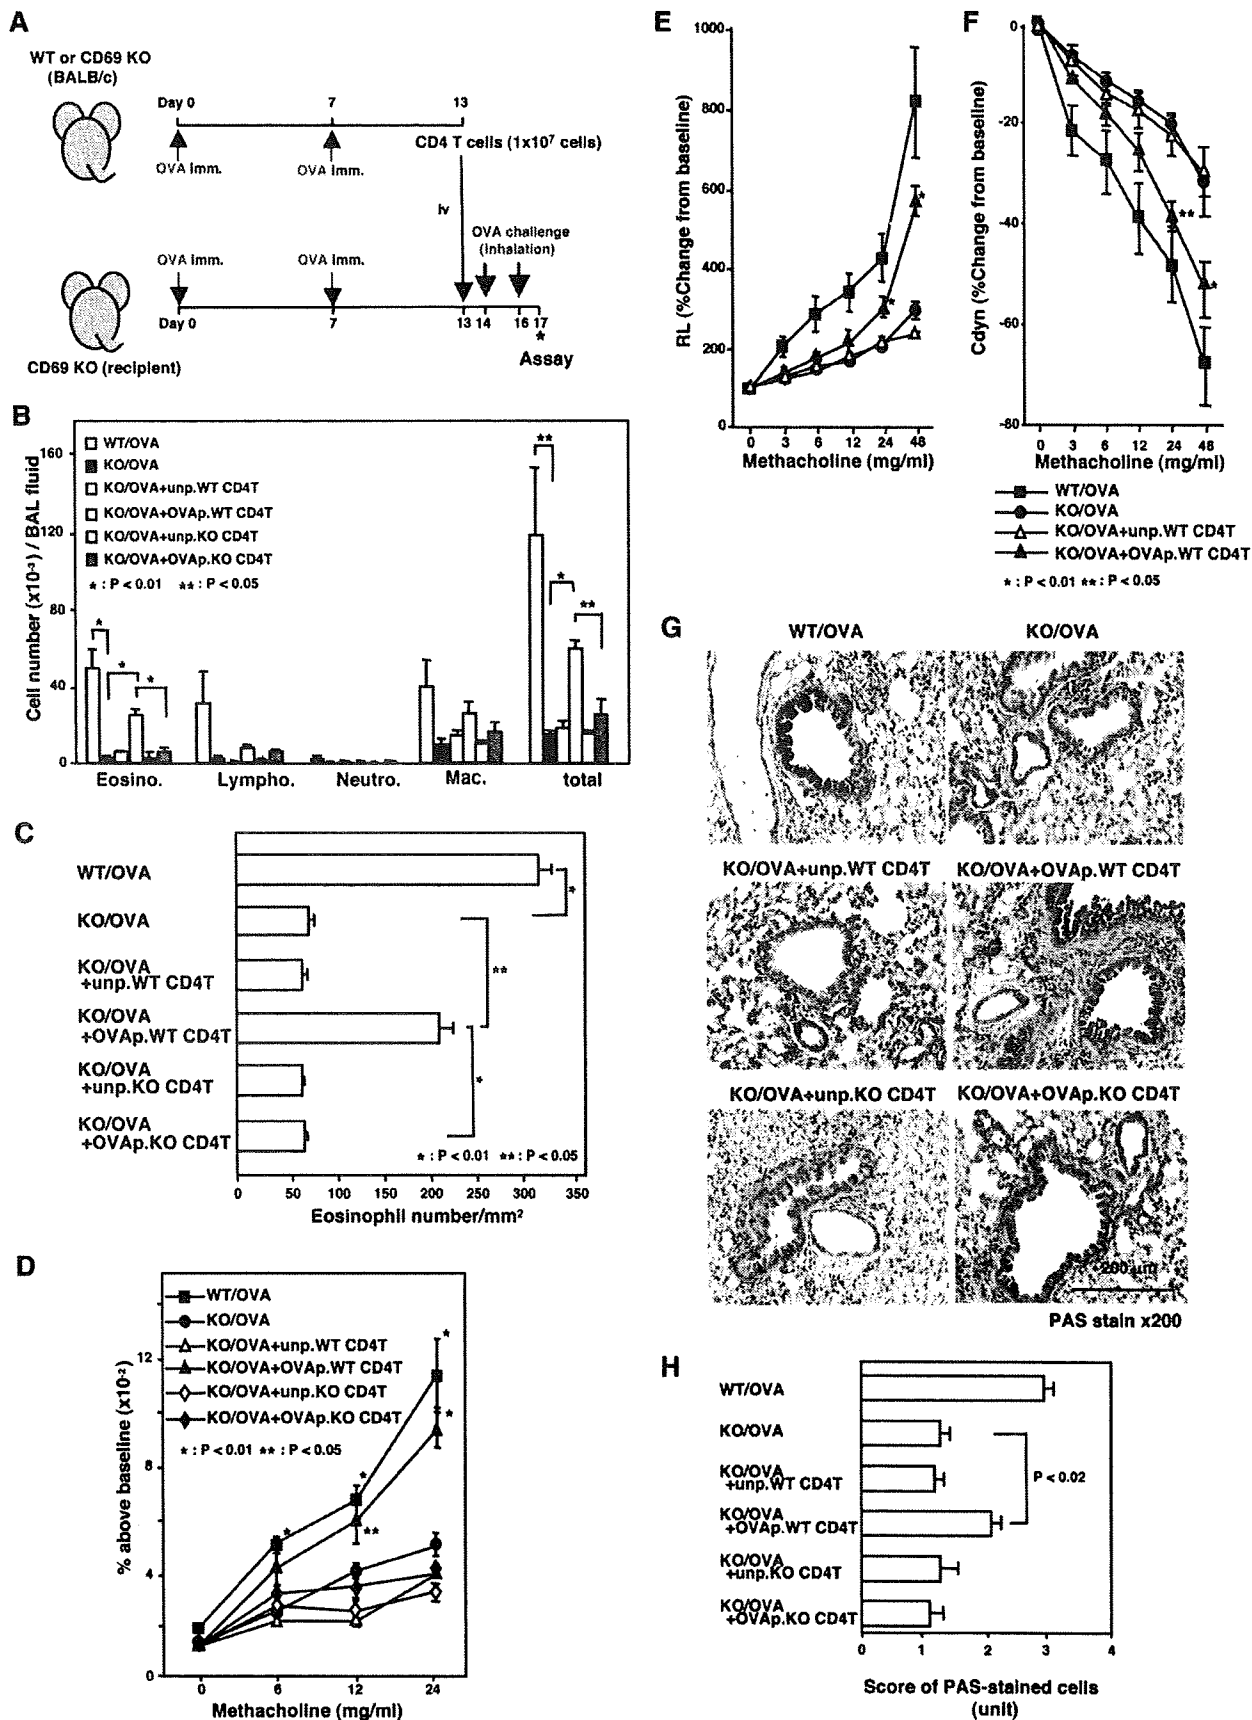 A
WT or CD69 KO
(BALB/c)
Day 0
7
13
OVA Imm.
OVA Imm.
CD4 T cells (1x10⁷ cells)
iv
OVA challenge
(Inhalation)
OVA Imm.
OVA Imm.
Day 0
7
13 14
16 17
*
Assay
CD69 KO (recipient)
B
Cell number (x10⁻³) / BAL fluid
160
120
80
40
0
WT/OVA
KO/OVA
KO/OVA+unp.WT CD4T
KO/OVA+OVAp.WT CD4T
KO/OVA+unp.KO CD4T
KO/OVA+OVAp.KO CD4T
* : P < 0.01 ** : P < 0.05
*
*
*
**
*
**
Eosino.
Lympho.
Neutro.
Mac.
total
C
WT/OVA
KO/OVA
KO/OVA
+unp.WT CD4T
KO/OVA
+OVAp.WT CD4T
KO/OVA
+unp.KO CD4T
KO/OVA
+OVAp.KO CD4T
*
**
*
* : P < 0.01 ** : P < 0.05
0 50 100 150 200 250 300 350
Eosinophil number/mm²
D
% above baseline (x10⁻²)
12
8
4
0
WT/OVA
KO/OVA
KO/OVA+unp.WT CD4T
KO/OVA+OVAp.WT CD4T
KO/OVA+unp.KO CD4T
KO/OVA+OVAp.KO CD4T
* : P < 0.01 ** : P < 0.05
*
*
*
*
**
0 6 12 24
Methacholine (mg/ml)
E
RL (%Change from baseline)
1000
800
600
400
200
0
*
*
0 3 6 12 24 48
Methacholine (mg/ml)
F
Cdyn (%Change from baseline)
0
-20
-40
-60
-80
**
*
0 3 6 12 24 48
Methacholine (mg/ml)
WT/OVA
KO/OVA
KO/OVA+unp.WT CD4T
KO/OVA+OVAp.WT CD4T
* : P < 0.01 ** : P < 0.05
G
WT/OVA
KO/OVA
KO/OVA+unp.WT CD4T
KO/OVA+OVAp.WT CD4T
KO/OVA+unp.KO CD4T
KO/OVA+OVAp.KO CD4T
200 μm
PAS stain x200
H
WT/OVA
KO/OVA
KO/OVA
+unp.WT CD4T
KO/OVA
+OVAp.WT CD4T
KO/OVA
+unp.KO CD4T
KO/OVA
+OVAp.KO CD4T
P < 0.02
0 1 2 3 4
Score of PAS-stained cells
(unit)